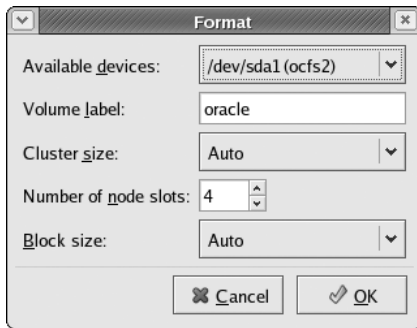 Format
Available devices: /dev/sda1 (ocfs2)
Volume label: oracle
Cluster size: Auto
Number of node slots: 4
Block size: Auto
Cancel OK